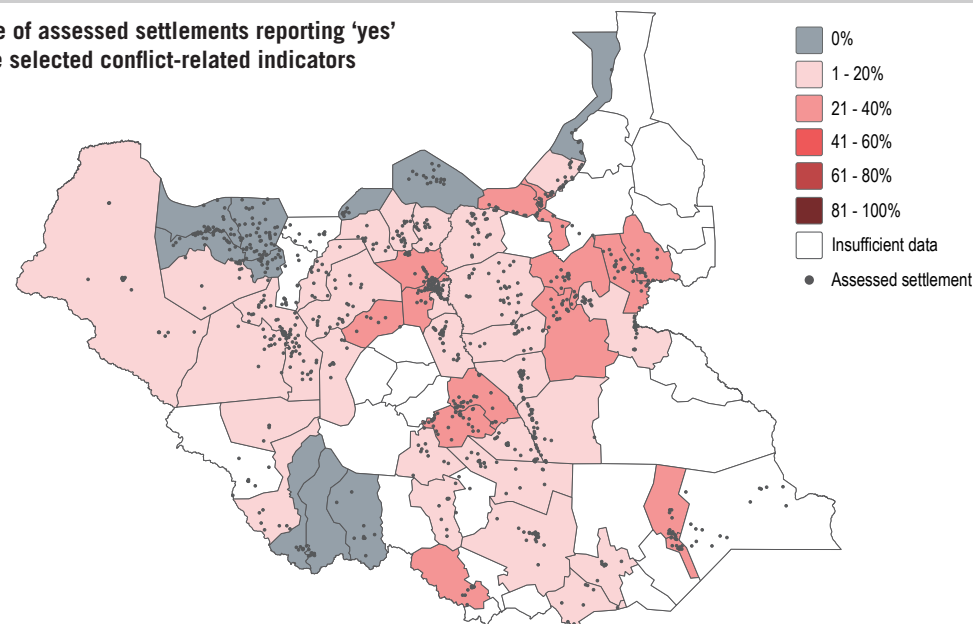 e of assessed settlements reporting ‘yes’
e selected conflict-related indicators
0%
1 - 20%
21 - 40%
41 - 60%
61 - 80%
81 - 100%
Insufficient data
Assessed settlement